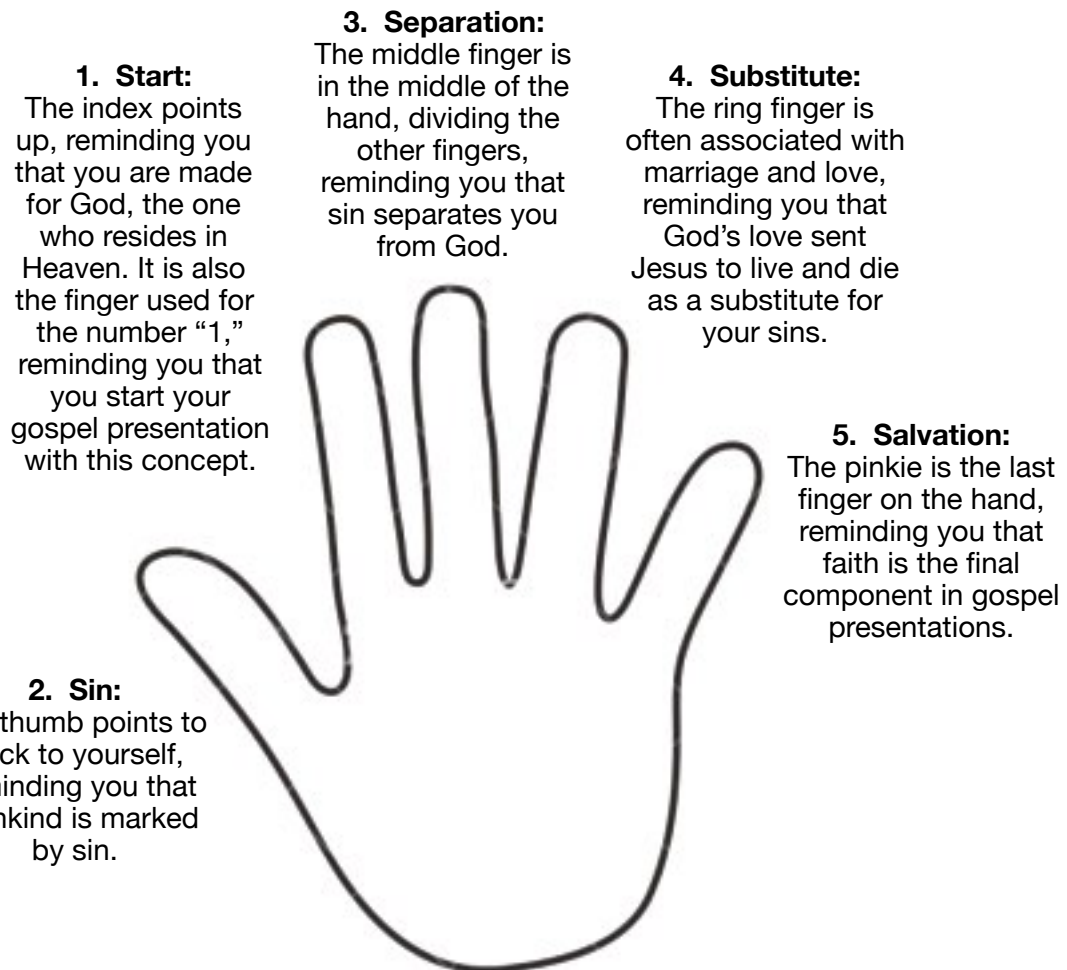 1. Start:
The index points
up, reminding you
that you are made
for God, the one
who resides in
Heaven. It is also
the finger used for
the number “1,”
reminding you that
you start your
gospel presentation
with this concept.
2. Sin:
thumb points to
ck to yourself,
inding you that
nkind is marked
by sin.
3. Separation:
The middle finger is
in the middle of the
hand, dividing the
other fingers,
reminding you that
sin separates you
from God.
4. Substitute:
The ring finger is
often associated with
marriage and love,
reminding you that
God’s love sent
Jesus to live and die
as a substitute for
your sins.
5. Salvation:
The pinkie is the last
finger on the hand,
reminding you that
faith is the final
component in gospel
presentations.